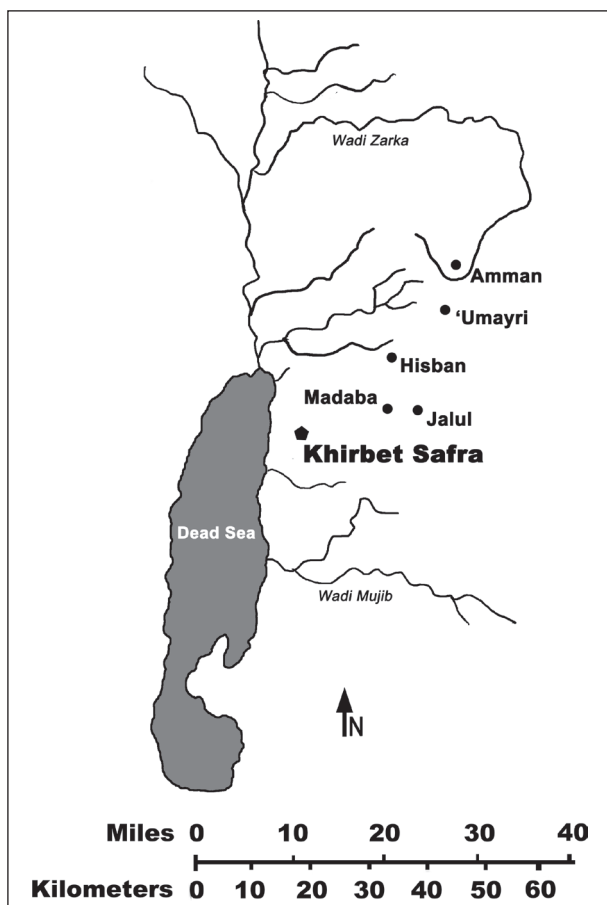 Wadi Zarka
Amman
‘Umayri
Hisban
Madaba
Jalul
Khirbet Safra
Dead Sea
Wadi Mujib
N
Miles 0 10 20 30 40
Kilometers 0 10 20 30 40 50 60